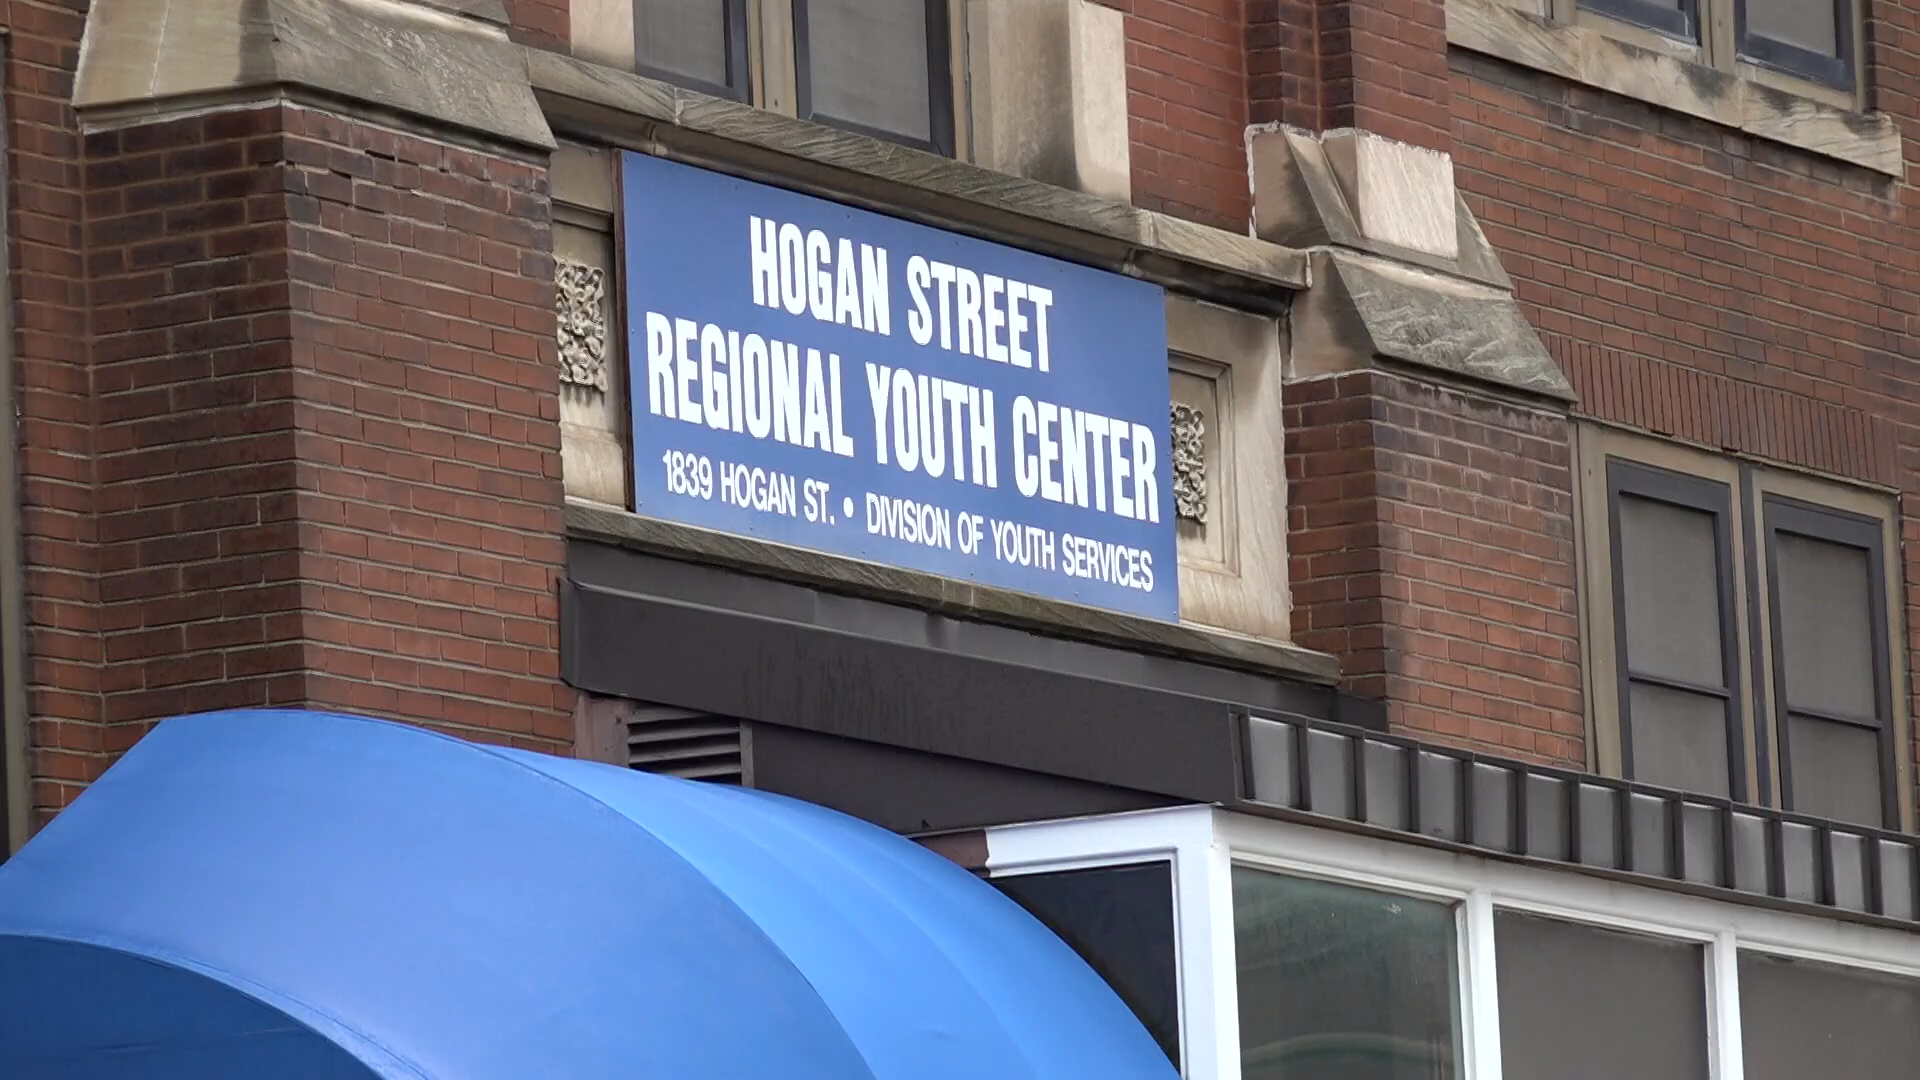 HOGAN STREET
REGIONAL YOUTH CENTER
1839 HOGAN ST. • DIVISION OF YOUTH SERVICES